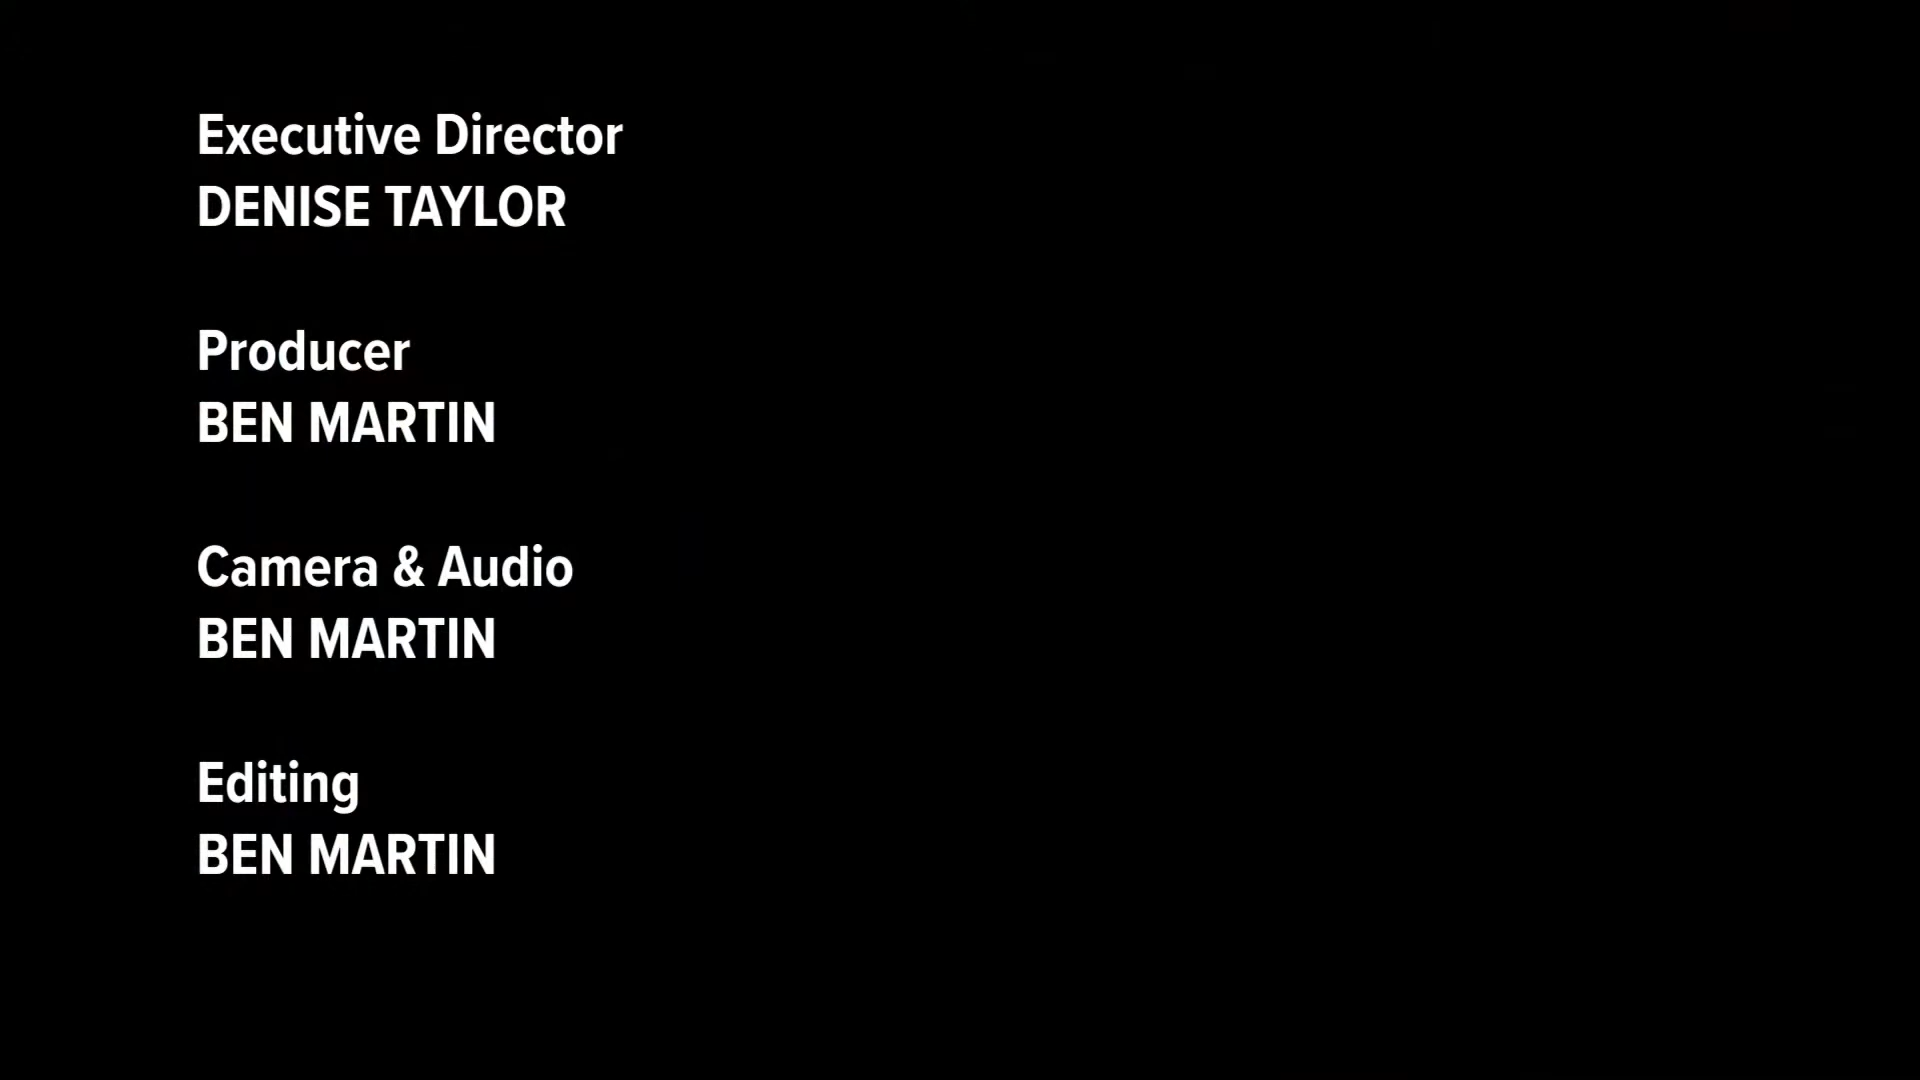 Executive Director
DENISE TAYLOR
Producer
BEN MARTIN
Camera & Audio
BEN MARTIN
Editing
BEN MARTIN